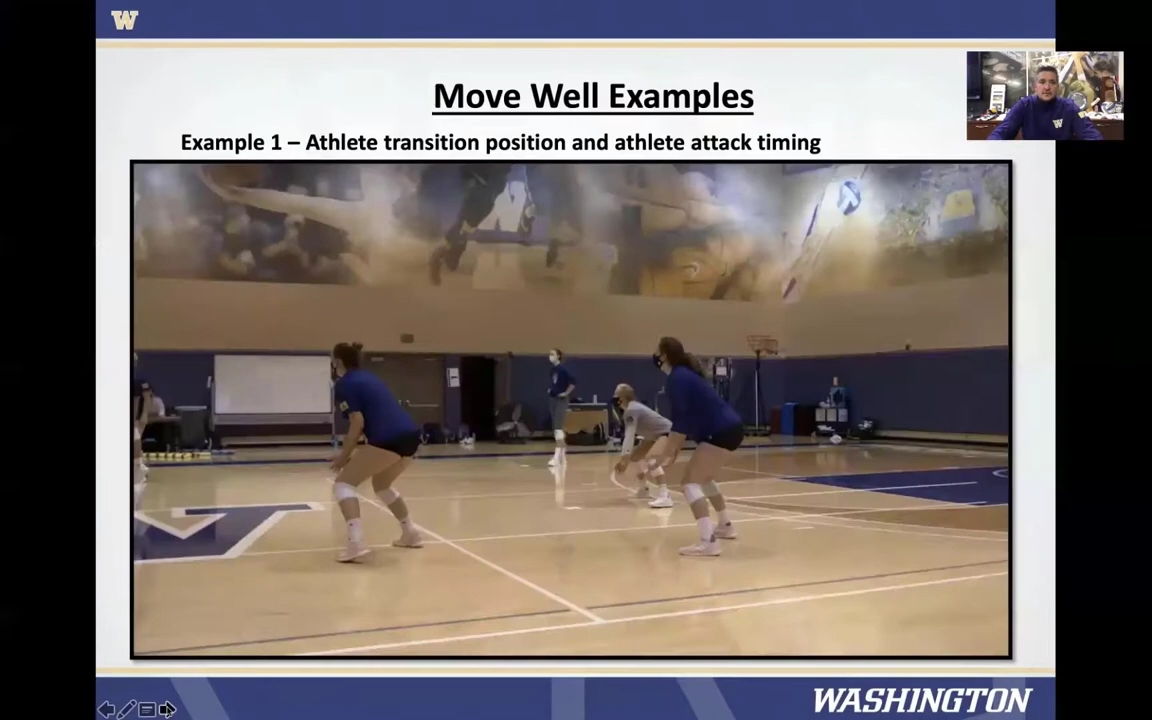 W
Move Well Examples
Example 1 – Athlete transition position and athlete attack timing
W
WASHINGTON